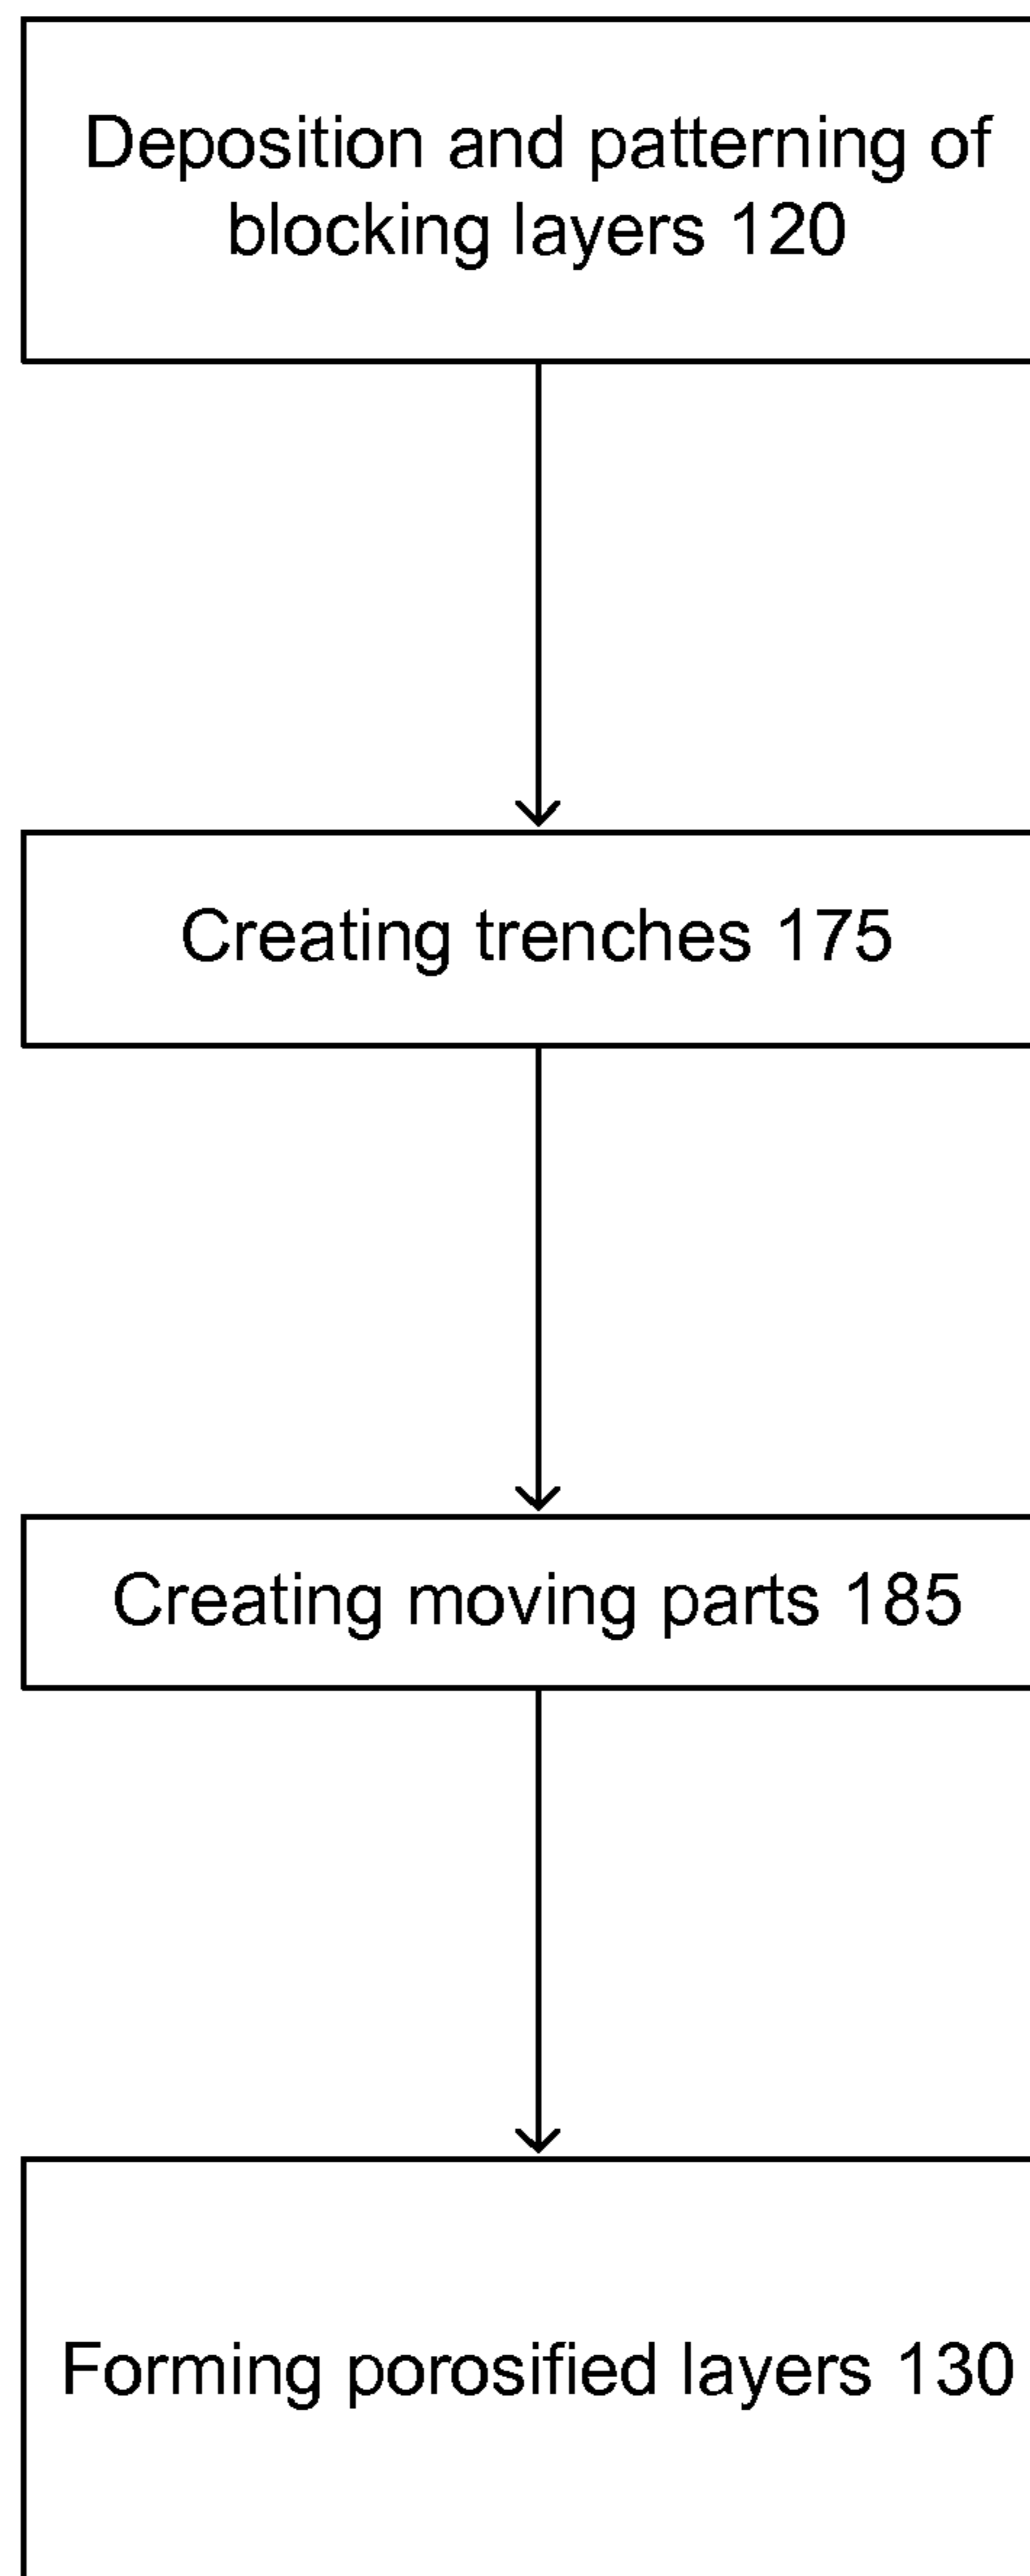 Deposition and patterning of
blocking layers 120
Creating trenches 175
Creating moving parts 185
Forming porosified layers 130